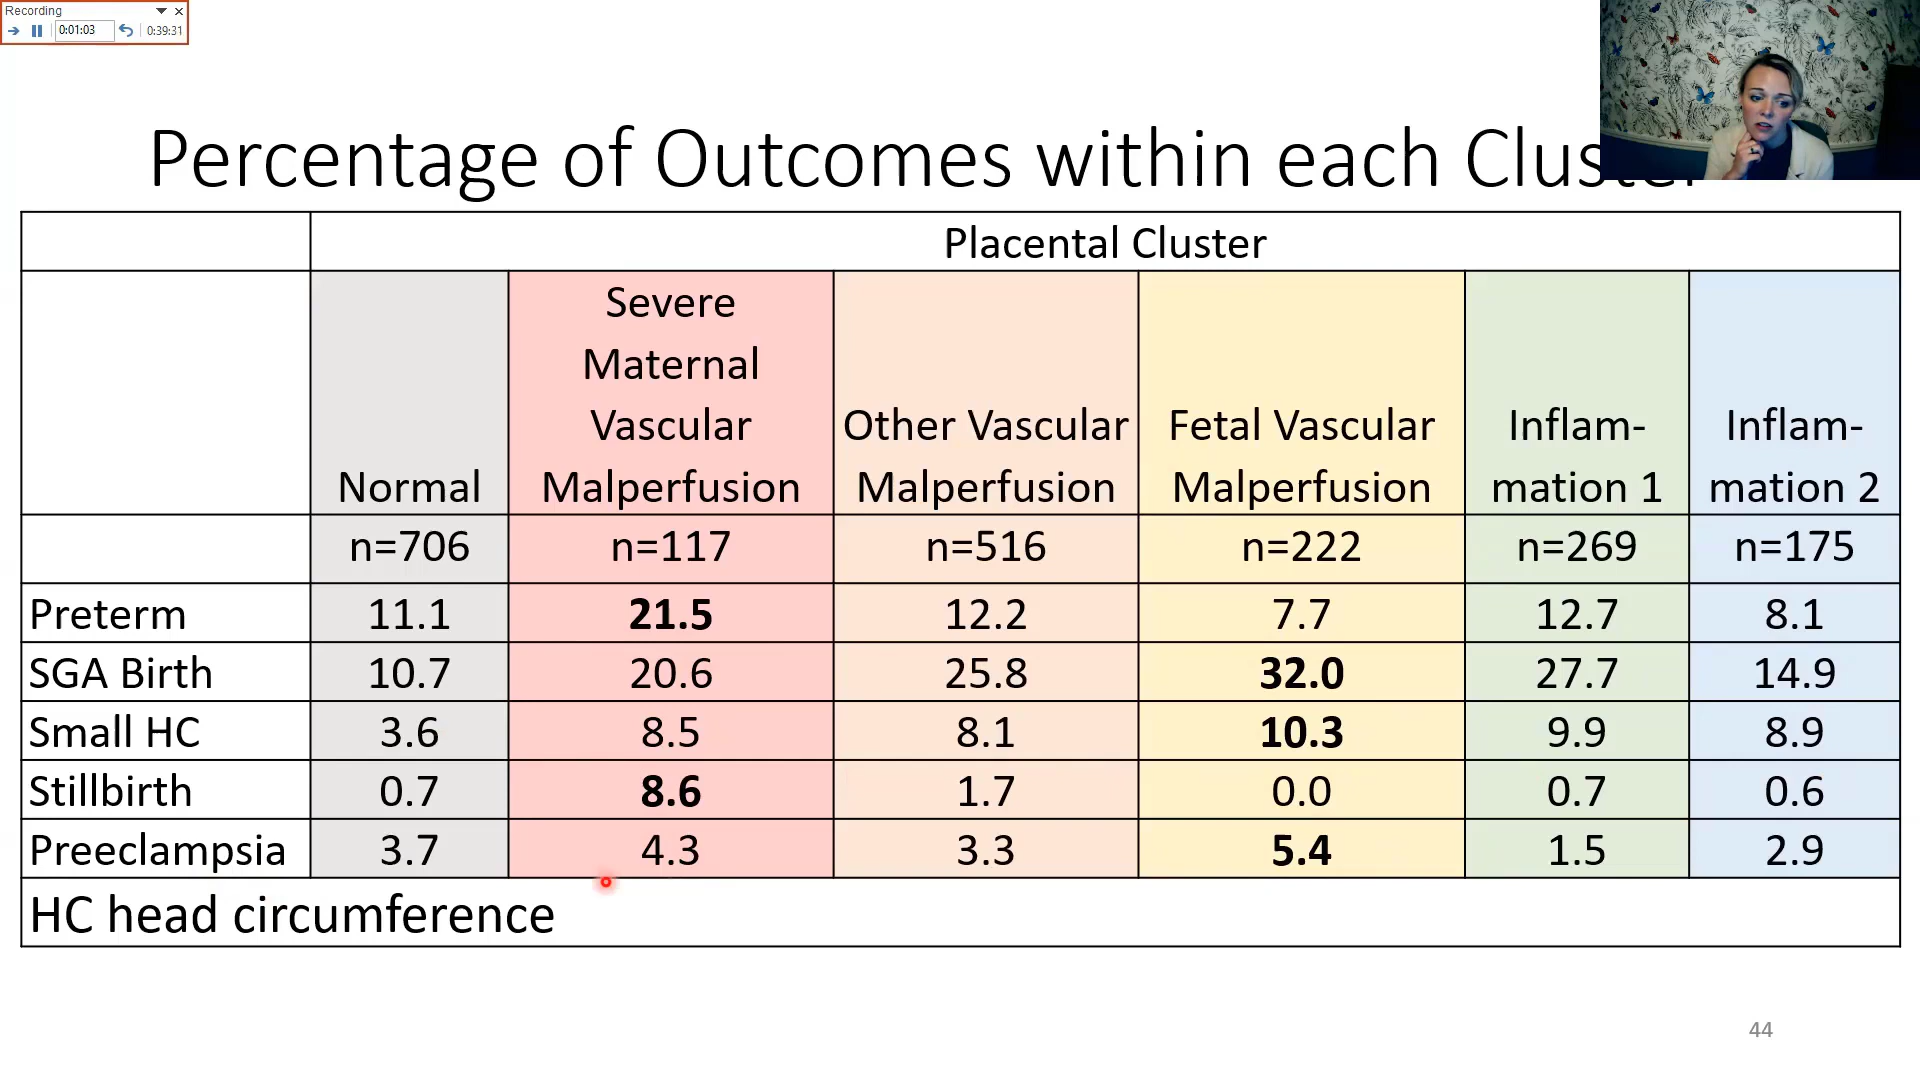 Recording
0:01:03 0:39:31
Percentage of Outcomes within each
Placental Cluster
Normal
Severe
Maternal
Vascular
Malperfusion
Other Vascular
Malperfusion
Fetal Vascular
Malperfusion
Inflam-
mation 1
Inflam-
mation 2
n=706 n=117 n=516 n=222 n=269 n=175
Preterm 11.1 21.5 12.2 7.7 12.7 8.1
SGA Birth 10.7 20.6 25.8 32.0 27.7 14.9
Small HC 3.6 8.5 8.1 10.3 9.9 8.9
Stillbirth 0.7 8.6 1.7 0.0 0.7 0.6
Preeclampsia 3.7 4.3 3.3 5.4 1.5 2.9
HC head circumference
44